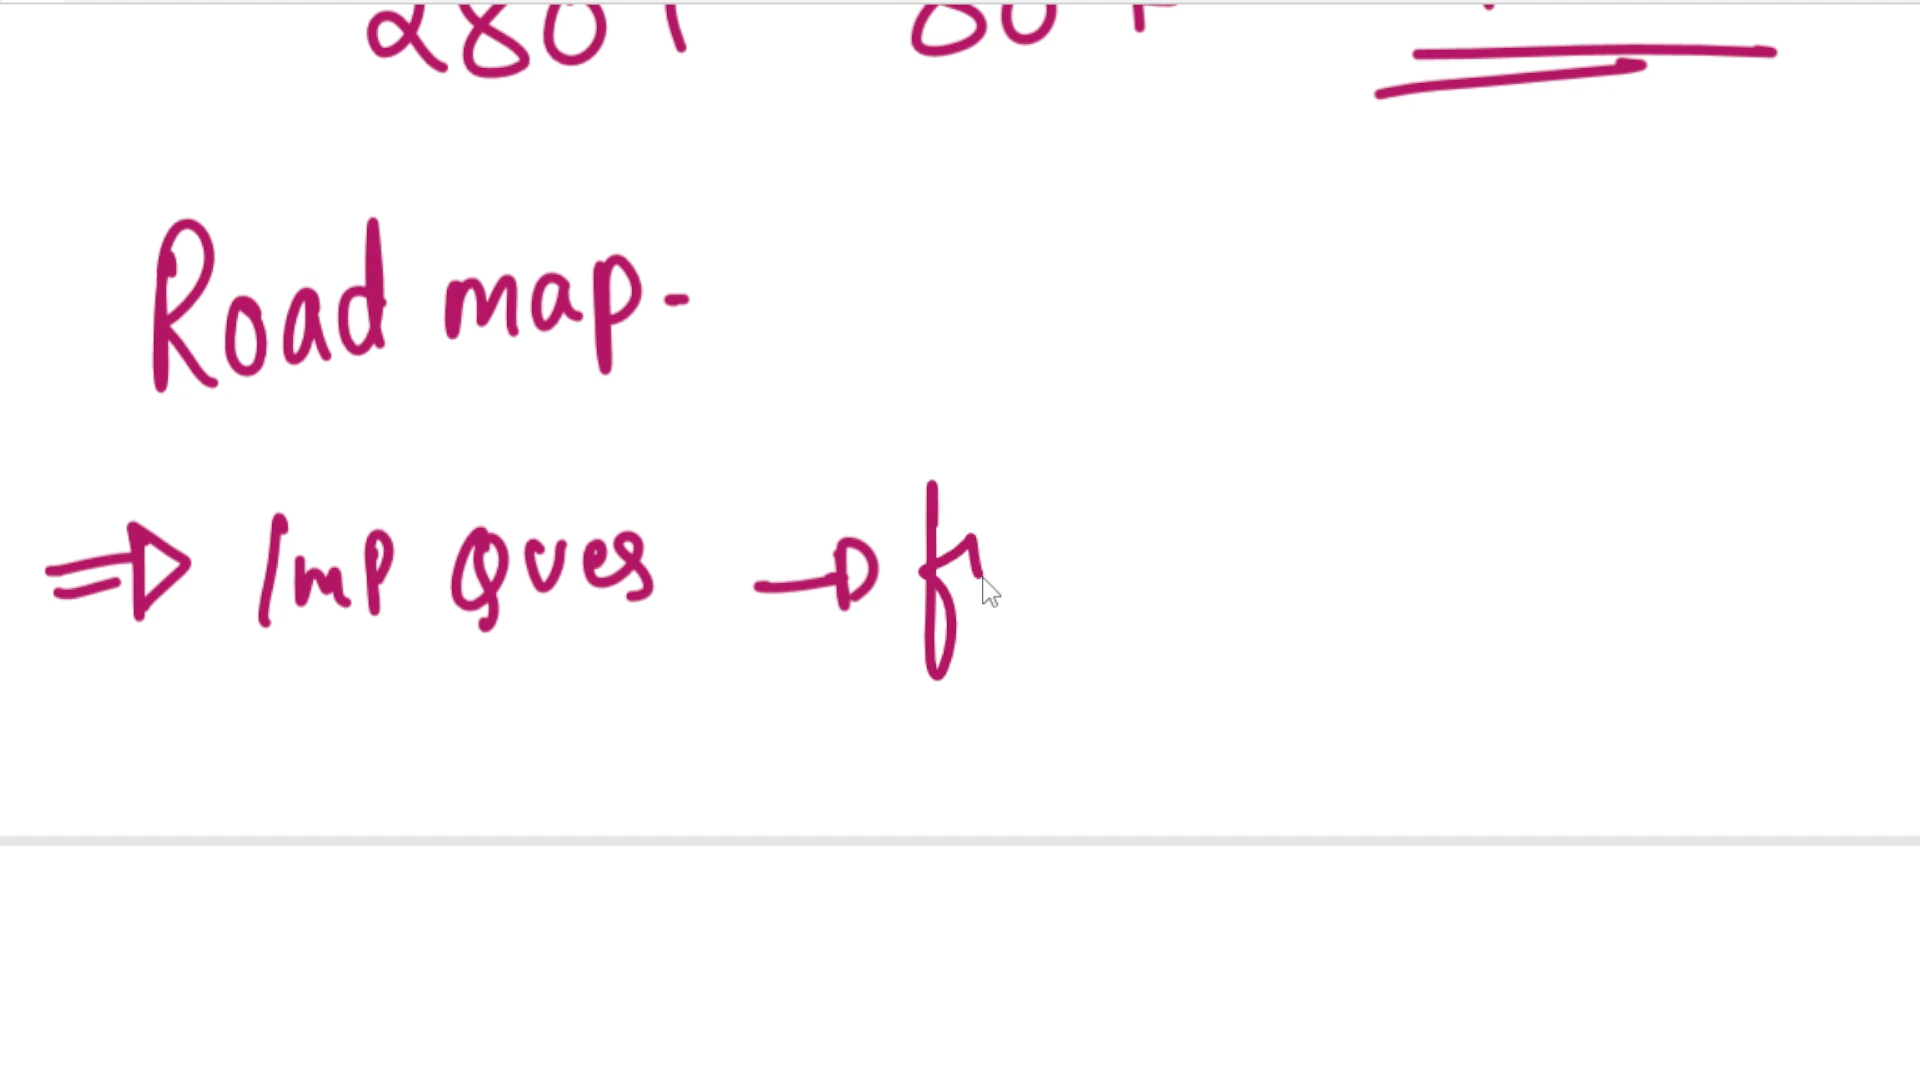 Road map-
⇒ Imp Ques → fr